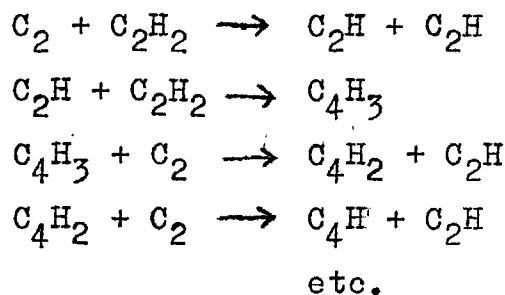 C₂ + C₂H₂ → C₂H + C₂H
C₂H + C₂H₂ → C₄H₃
C₄H₃ + C₂ → C₄H₂ + C₂H
C₄H₂ + C₂ → C₄H + C₂H
etc.